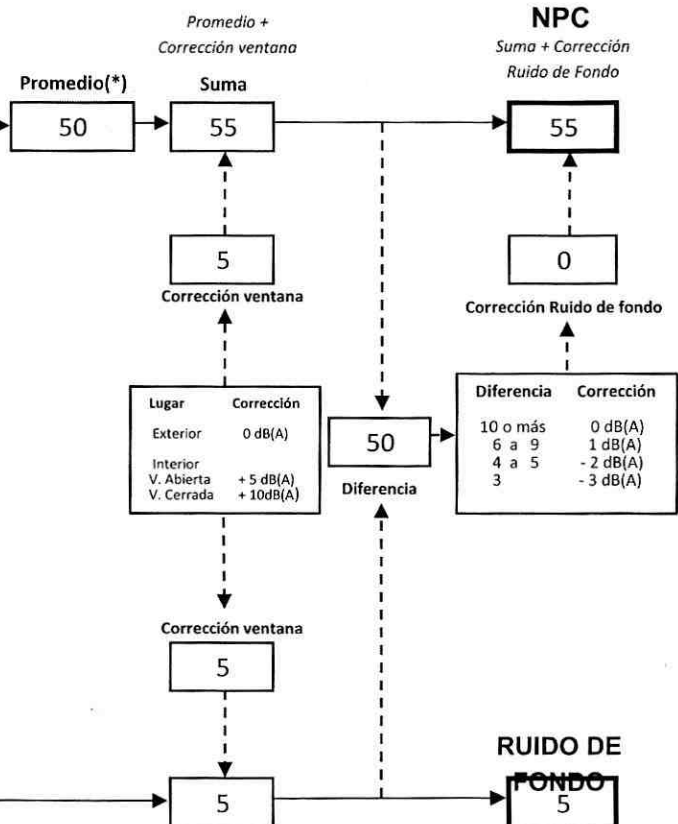 Promedio +
Corrección ventana
NPC
Suma + Corrección
Ruido de Fondo
Promedio(*)
Suma
50
55
55
5
0
Corrección ventana
Corrección Ruido de fondo
Lugar Corrección
Exterior 0 dB(A)
Interior
V. Abierta + 5 dB(A)
V. Cerrada + 10dB(A)
50
Diferencia
Diferencia Corrección
10 o más 0 dB(A)
6 a 9 1 dB(A)
4 a 5 - 2 dB(A)
3 - 3 dB(A)
Corrección ventana
5
RUIDO DE
FONDO
5
5